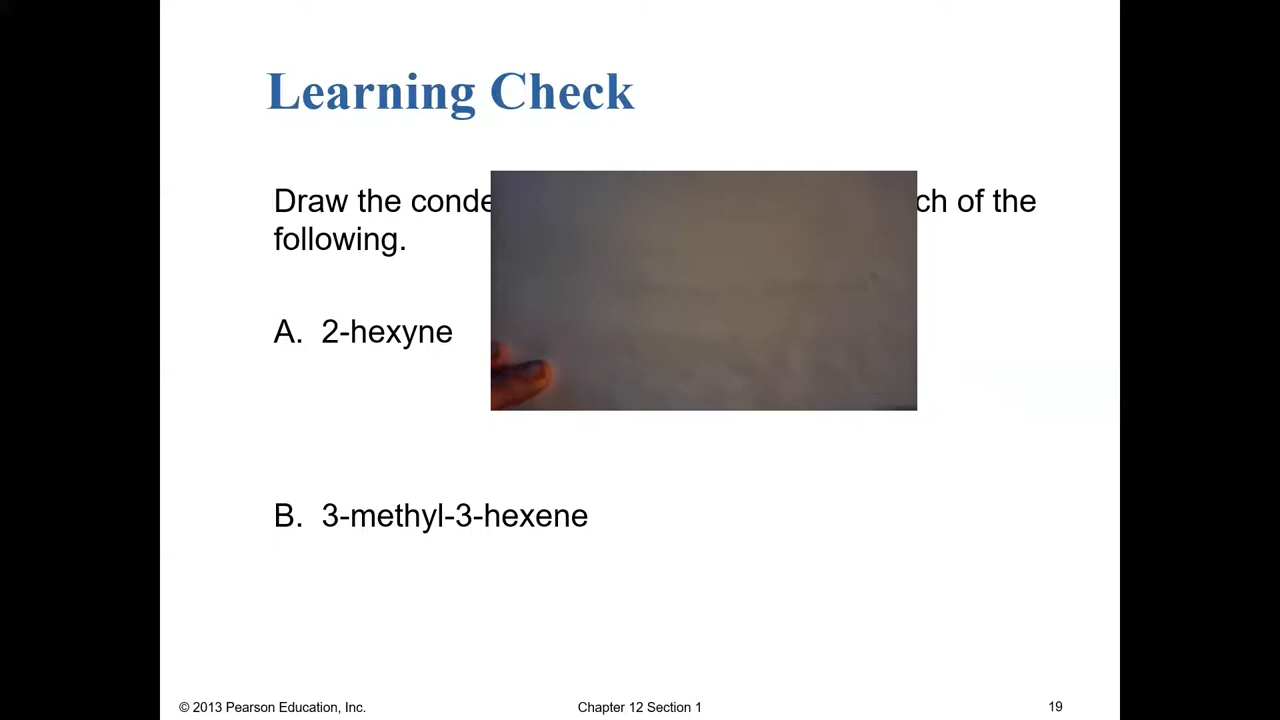 Learning Check
Draw the conde ch of the
following.
A. 2-hexyne
B. 3-methyl-3-hexene
© 2013 Pearson Education, Inc. Chapter 12 Section 1 19